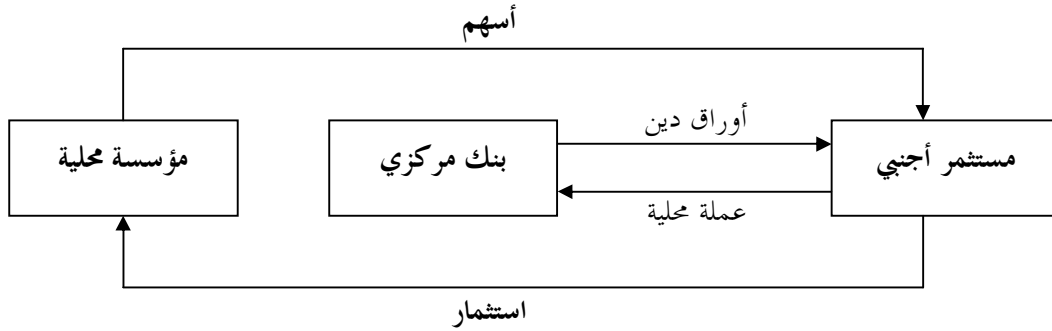 أسهم
أوراق دين
مستثمر أجنبي
بنك مركزي
مؤسسة محلية
عملة محلية
استثمار